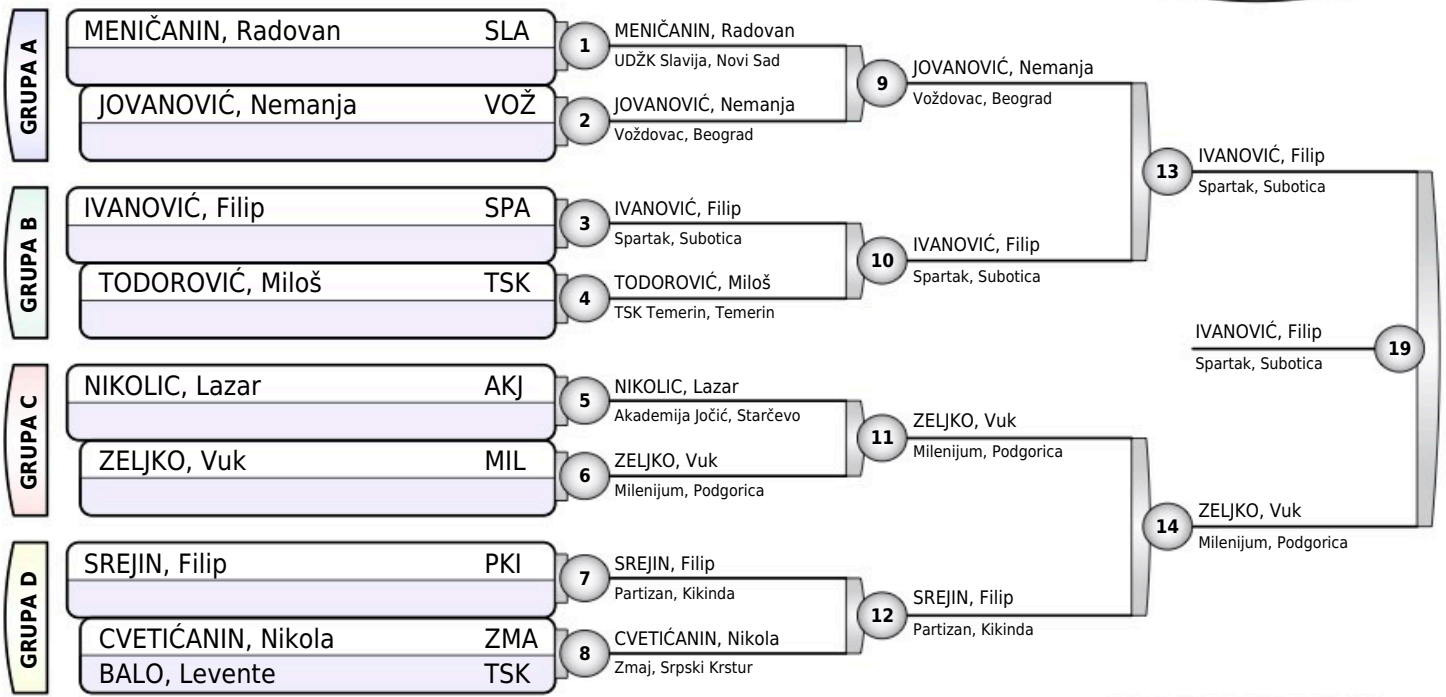 GRUPA A
MENIČANIN, Radovan SLA
JOVANOVIĆ, Nemanja VOŽ
1
MENIČANIN, Radovan
UDŽK Slavija, Novi Sad
2
JOVANOVIĆ, Nemanja
Voždovac, Beograd
9
JOVANOVIĆ, Nemanja
Voždovac, Beograd
GRUPA B
IVANOVIĆ, Filip SPA
TODOROVIĆ, Miloš TSK
3
IVANOVIĆ, Filip
Spartak, Subotica
4
TODOROVIĆ, Miloš
TSK Temerin, Temerin
10
IVANOVIĆ, Filip
Spartak, Subotica
13
IVANOVIĆ, Filip
Spartak, Subotica
GRUPA C
NIKOLIC, Lazar AKJ
ZELJKO, Vuk MIL
5
NIKOLIC, Lazar
Akademija Jočić, Starčevo
6
ZELJKO, Vuk
Milenijum, Podgorica
11
ZELJKO, Vuk
Milenijum, Podgorica
GRUPA D
SREJIN, Filip PKI
CVETIĆANIN, Nikola ZMA
BALO, Levente TSK
7
SREJIN, Filip
Partizan, Kikinda
8
CVETIĆANIN, Nikola
Zmaj, Srpski Krstur
12
SREJIN, Filip
Partizan, Kikinda
14
ZELJKO, Vuk
Milenijum, Podgorica
IVANOVIĆ, Filip
Spartak, Subotica
19